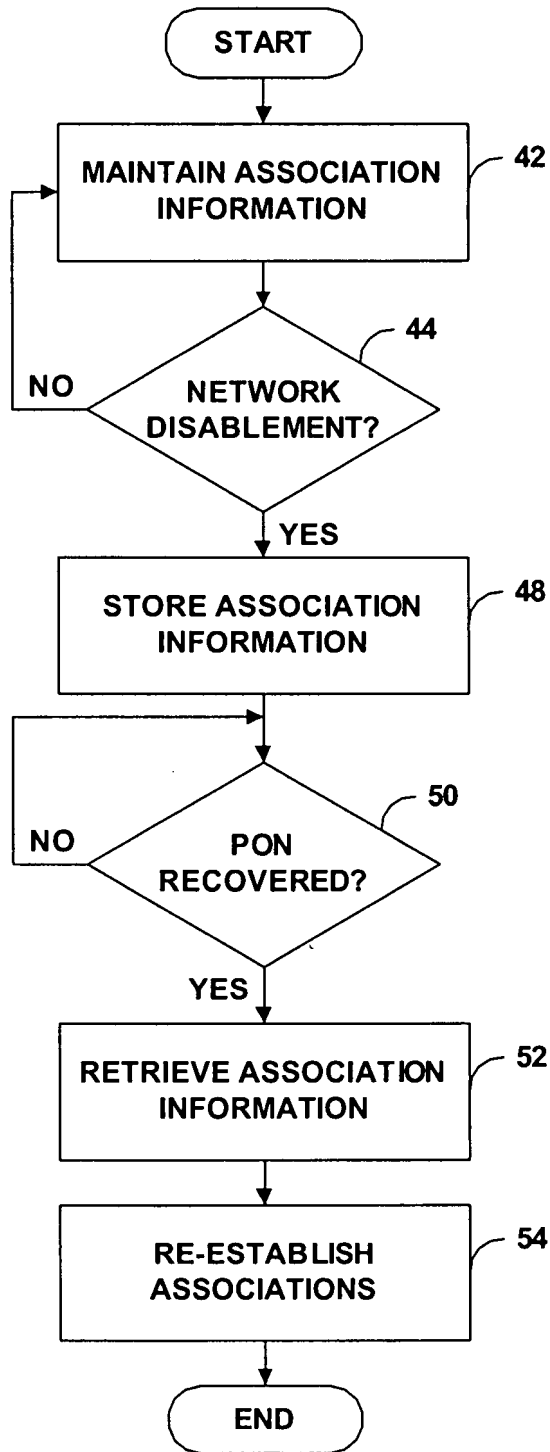 START
MAINTAIN ASSOCIATION
INFORMATION
42
44
NETWORK
DISABLEMENT?
NO
YES
STORE ASSOCIATION
INFORMATION
48
50
PON
RECOVERED?
NO
YES
RETRIEVE ASSOCIATION
INFORMATION
52
RE-ESTABLISH
ASSOCIATIONS
54
END